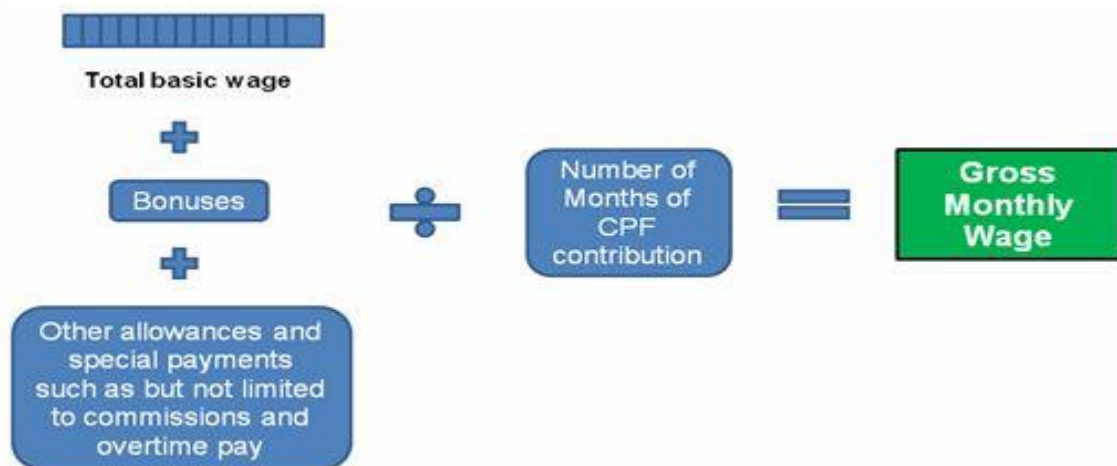 Total basic wage
Bonuses
Other allowances and
special payments
such as but not limited
to commissions and
overtime pay
Number of
Months of
CPF
contribution
Gross
Monthly
Wage